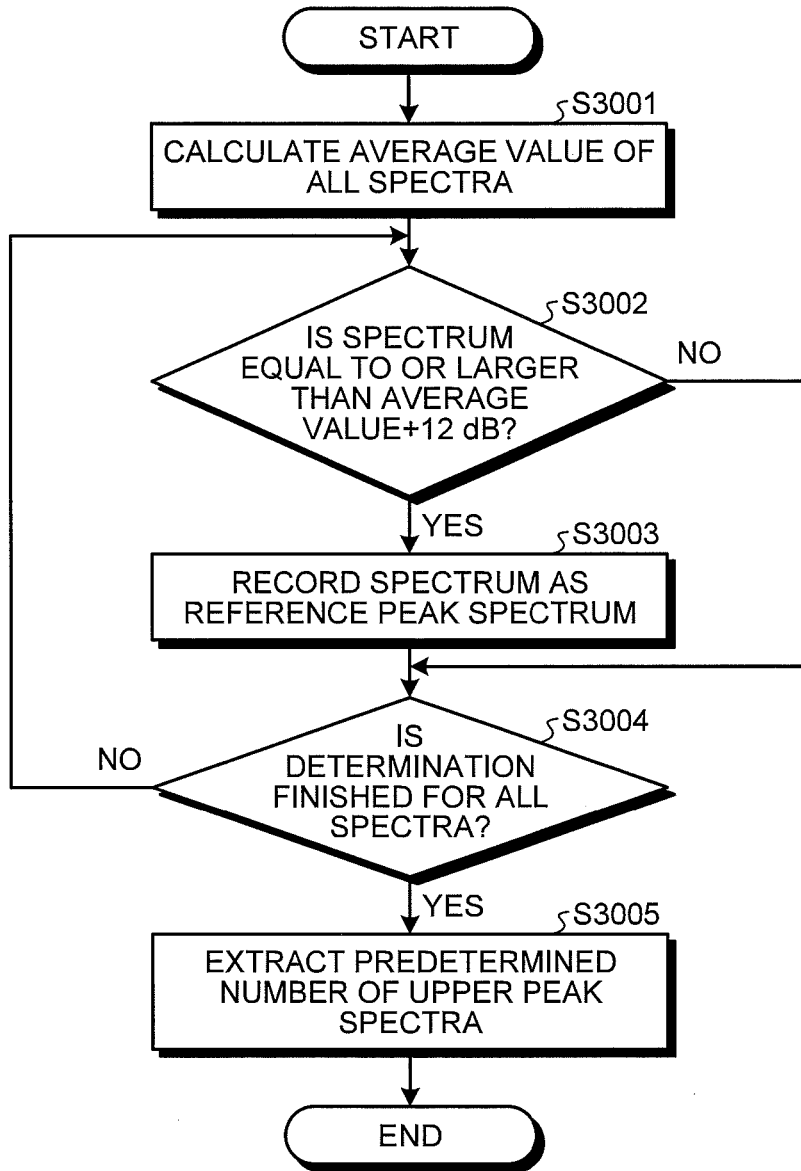 START
S3001
CALCULATE AVERAGE VALUE OF
ALL SPECTRA
S3002
IS SPECTRUM
EQUAL TO OR LARGER
THAN AVERAGE
VALUE+12 dB?
NO
YES
S3003
RECORD SPECTRUM AS
REFERENCE PEAK SPECTRUM
S3004
IS
DETERMINATION
FINISHED FOR ALL
SPECTRA?
NO
YES
S3005
EXTRACT PREDETERMINED
NUMBER OF UPPER PEAK
SPECTRA
END